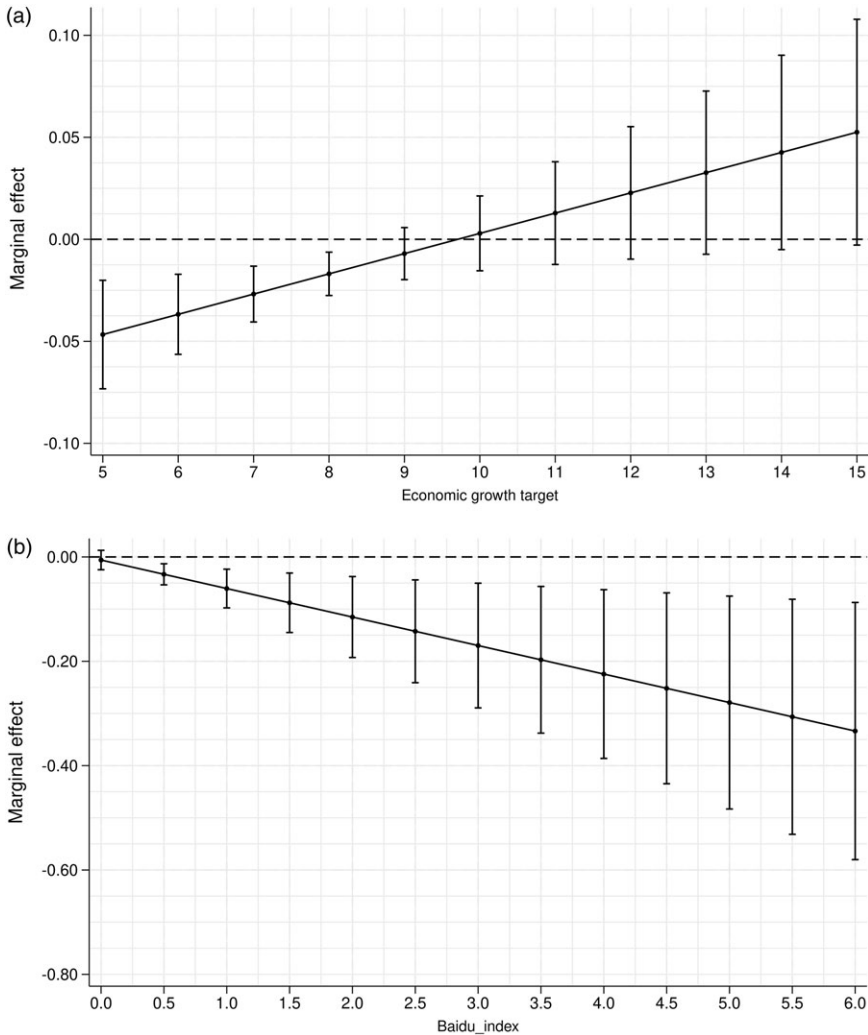 (a)
0.10
0.05
0.00
-0.05
-0.10
Marginal effect
5 6 7 8 9 10 11 12 13 14 15
Economic growth target
(b)
0.00
-0.20
-0.40
-0.60
-0.80
Marginal effect
0.0 0.5 1.0 1.5 2.0 2.5 3.0 3.5 4.0 4.5 5.0 5.5 6.0
Baidu_index